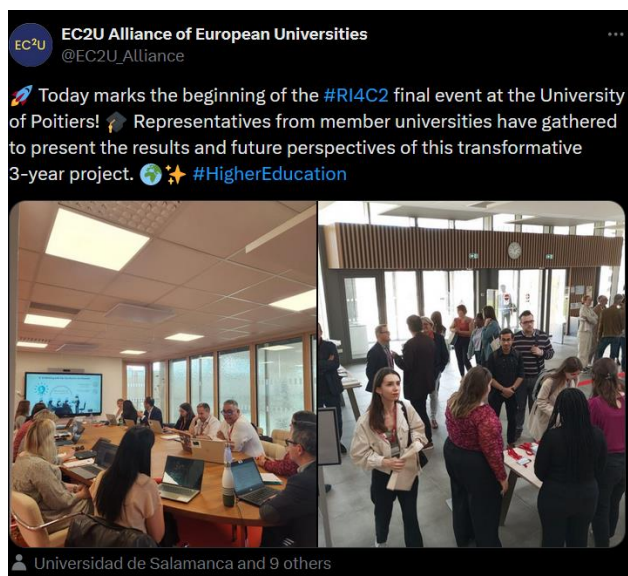 EC²U
EC2U Alliance of European Universities
@EC2U_Alliance
🚀 Today marks the beginning of the #RI4C2 final event at the University
of Poitiers! 🎓 Representatives from member universities have gathered
to present the results and future perspectives of this transformative
3-year project. 🌍✨ #HigherEducation
Universidad de Salamanca and 9 others